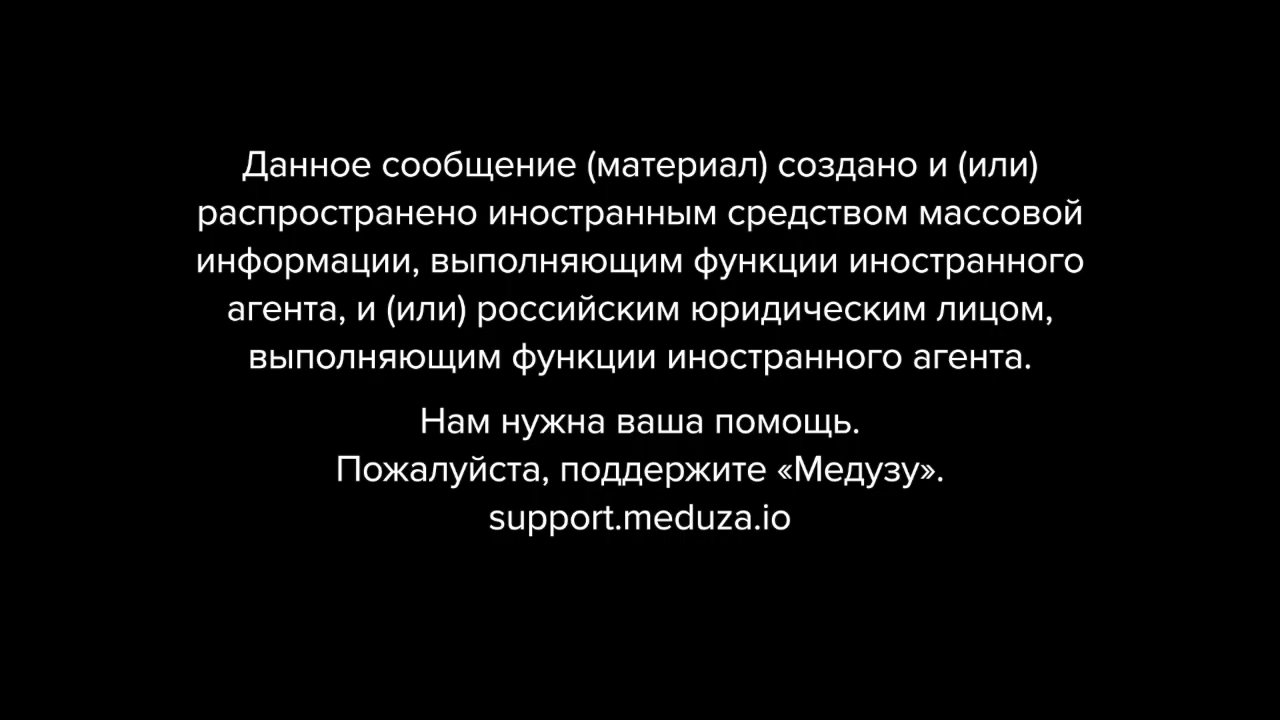 Данное сообщение (материал) создано и (или)
распространено иностранным средством массовой
информации, выполняющим функции иностранного
агента, и (или) российским юридическим лицом,
выполняющим функции иностранного агента.
Нам нужна ваша помощь.
Пожалуйста, поддержите «Медузу».
support.meduza.io